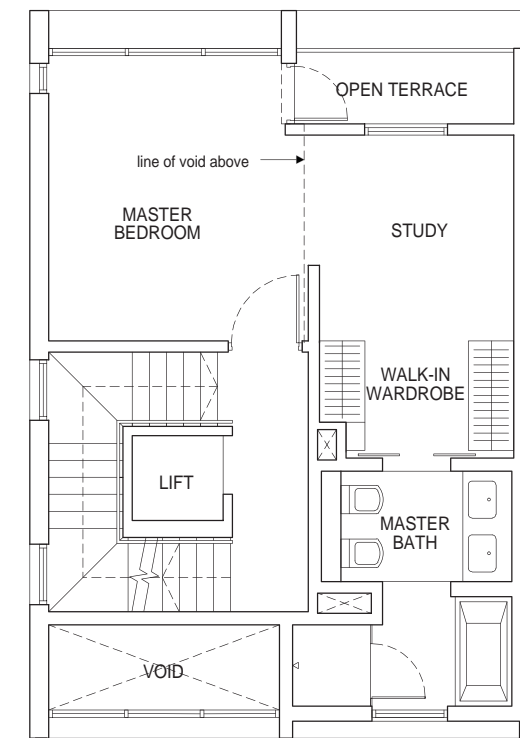 OPEN TERRACE
line of void above
MASTER
BEDROOM
STUDY
WALK-IN
WARDROBE
LIFT
MASTER
BATH
VOID